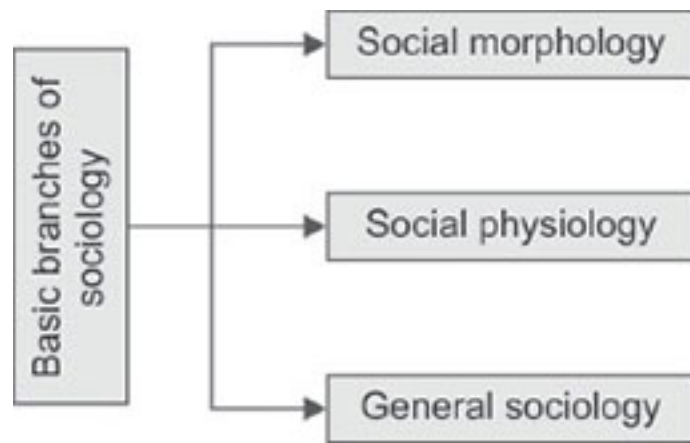 Basic branches of
sociology
Social morphology
Social physiology
General sociology